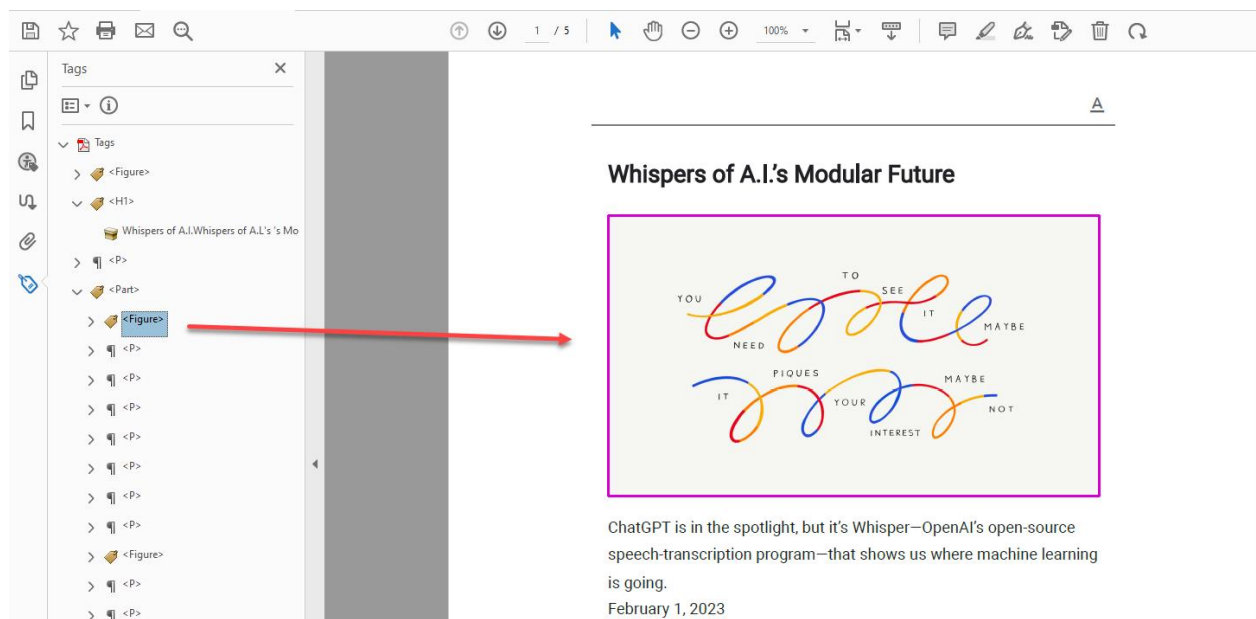 1 / 5
100%
Tags
Tags
<Figure>
<H1>
Whispers of A.I.Whispers of A.L's 's Mo
<P>
<Part>
<Figure>
<P>
<P>
<P>
<P>
<P>
<P>
<P>
<Figure>
<P>
<P>
A
Whispers of A.I.'s Modular Future
YOU
NEED
TO
SEE
IT
MAYBE
IT
PIQUES
YOUR
INTEREST
MAYBE
NOT
ChatGPT is in the spotlight, but it's Whisper—OpenAI's open-source
speech-transcription program—that shows us where machine learning
is going.
February 1, 2023